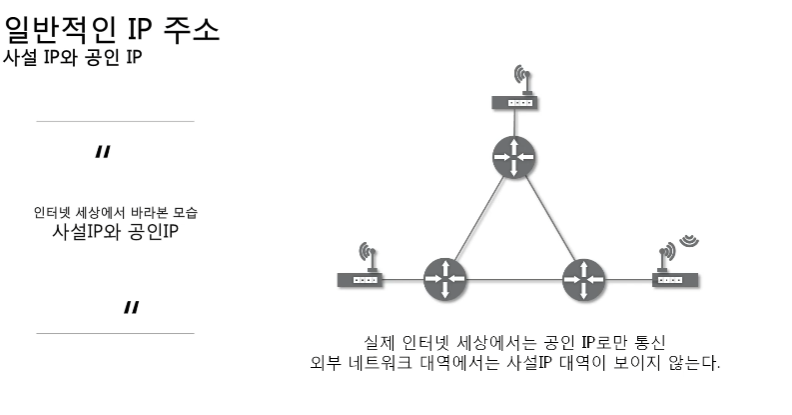 일반적인 IP 주소
사설 IP와 공인 IP
〃
인터넷 세상에서 바라본 모습
사설IP와 공인IP
〃
실제 인터넷 세상에서는 공인 IP로만 통신
외부 네트워크 대역에서는 사설IP 대역이 보이지 않는다.